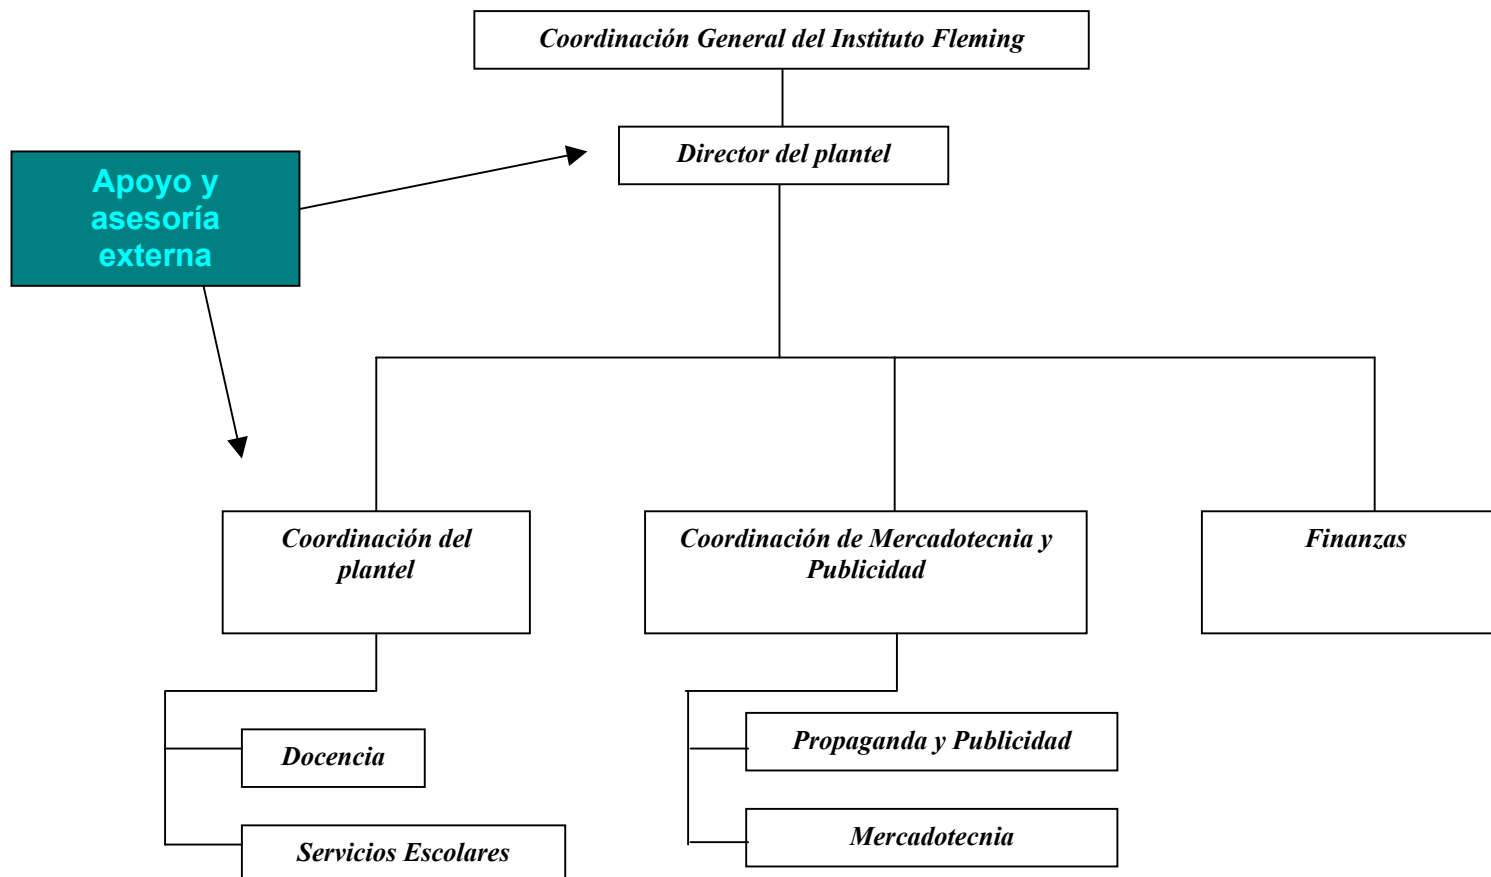 Coordinación General del Instituto Fleming
Director del plantel
Apoyo y
asesoría
externa
Coordinación del
plantel
Coordinación de Mercadotecnia y
Publicidad
Finanzas
Docencia
Servicios Escolares
Propaganda y Publicidad
Mercadotecnia